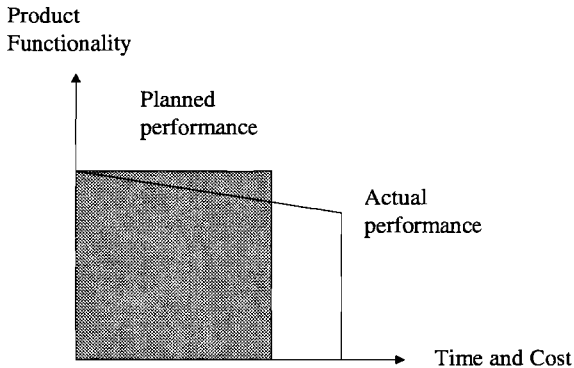 Product
Functionality
Planned
performance
Actual
performance
Time and Cost